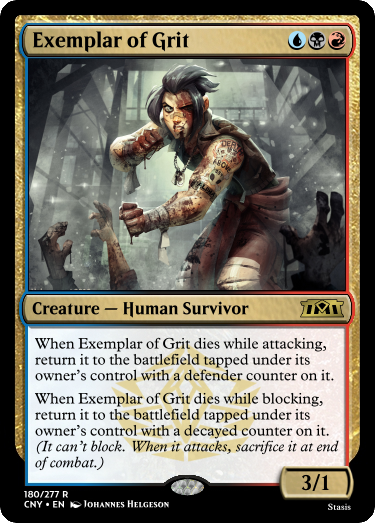 Exemplar of Grit
Creature — Human Survivor
When Exemplar of Grit dies while attacking,
return it to the battlefield tapped under its
owner's control with a defender counter on it.
When Exemplar of Grit dies while blocking,
return it to the battlefield tapped under its
owner's control with a decayed counter on it.
(It can't block. When it attacks, sacrifice it at end
of combat.)
3/1
180/277 R
CNY • EN Johannes Helgeson
Stasis